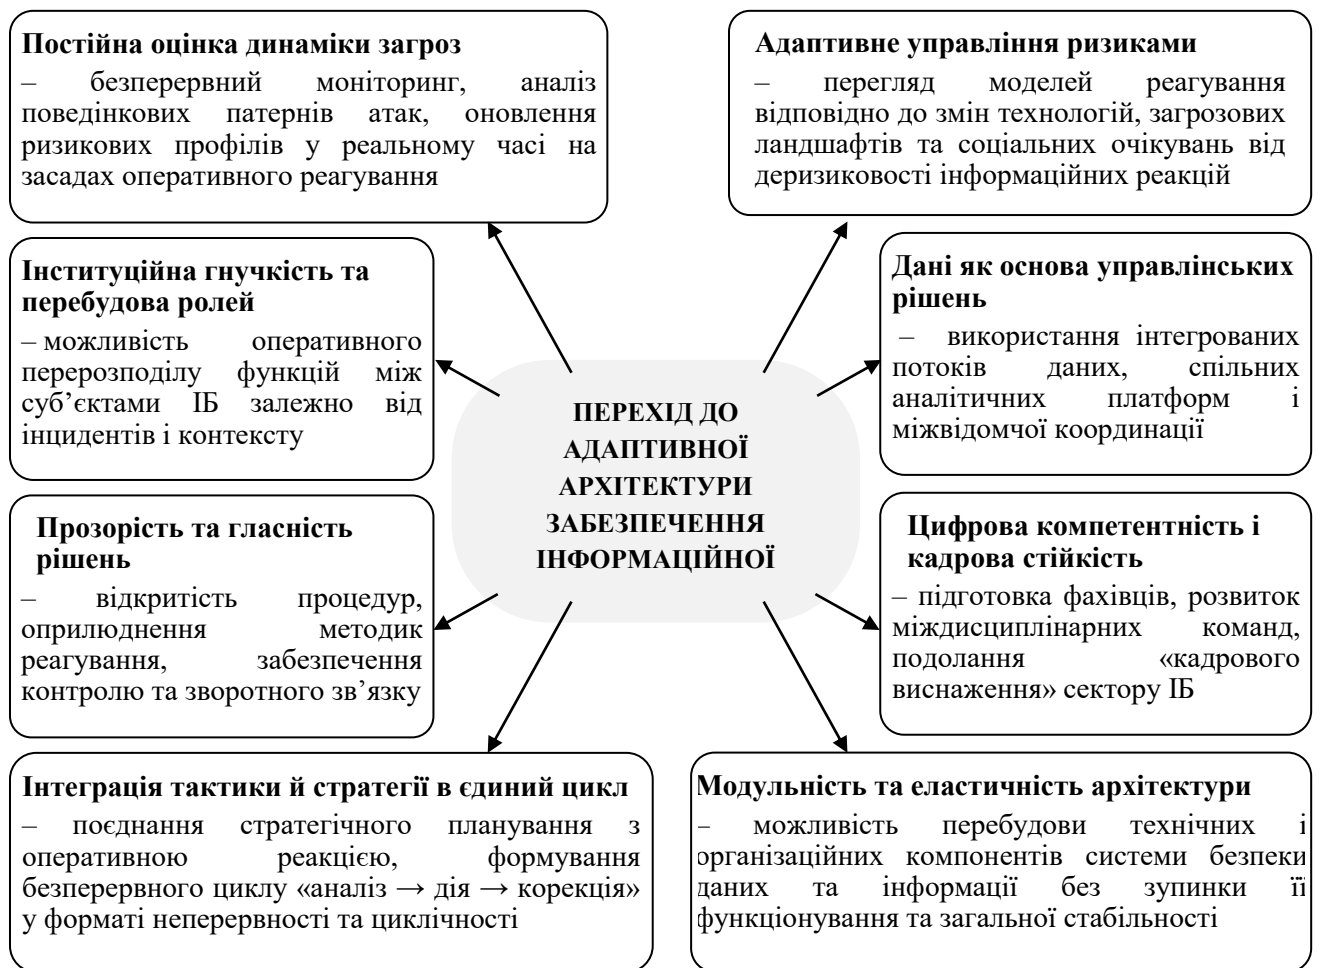 Постійна оцінка динаміки загроз
– безперервний моніторинг, аналіз
поведінкових патернів атак, оновлення
ризикових профілів у реальному часі на
засадах оперативного реагування
Адаптивне управління ризиками
– перегляд моделей реагування
відповідно до змін технологій, загрозових
ландшафтів та соціальних очікувань від
деризиковості інформаційних реакцій
Інституційна гнучкість та
перебудова ролей
– можливість оперативного
перерозподілу функцій між
суб’єктами ІБ залежно від
інцидентів і контексту
Дані як основа управлінських
рішень
– використання інтегрованих
потоків даних, спільних
аналітичних платформ і
міжвідомчої координації
ПЕРЕХІД ДО
АДАПТИВНОЇ
АРХІТЕКТУРИ
ЗАБЕЗПЕЧЕННЯ
ІНФОРМАЦІЙНОЇ
Прозорість та гласність
рішень
– відкритість процедур,
оприлюднення методик
реагування, забезпечення
контролю та зворотного зв’язку
Цифрова компетентність і
кадрова стійкість
– підготовка фахівців, розвиток
міждисциплінарних команд,
подолання «кадрового
виснаження» сектору ІБ
Інтеграція тактики й стратегії в єдиний цикл
– поєднання стратегічного планування з
оперативною реакцією, формування
безперервного циклу «аналіз → дія → корекція»
у форматі неперервності та циклічності
Модульність та еластичність архітектури
– можливість перебудови технічних і
організаційних компонентів системи безпеки
даних та інформації без зупинки її
функціонування та загальної стабільності